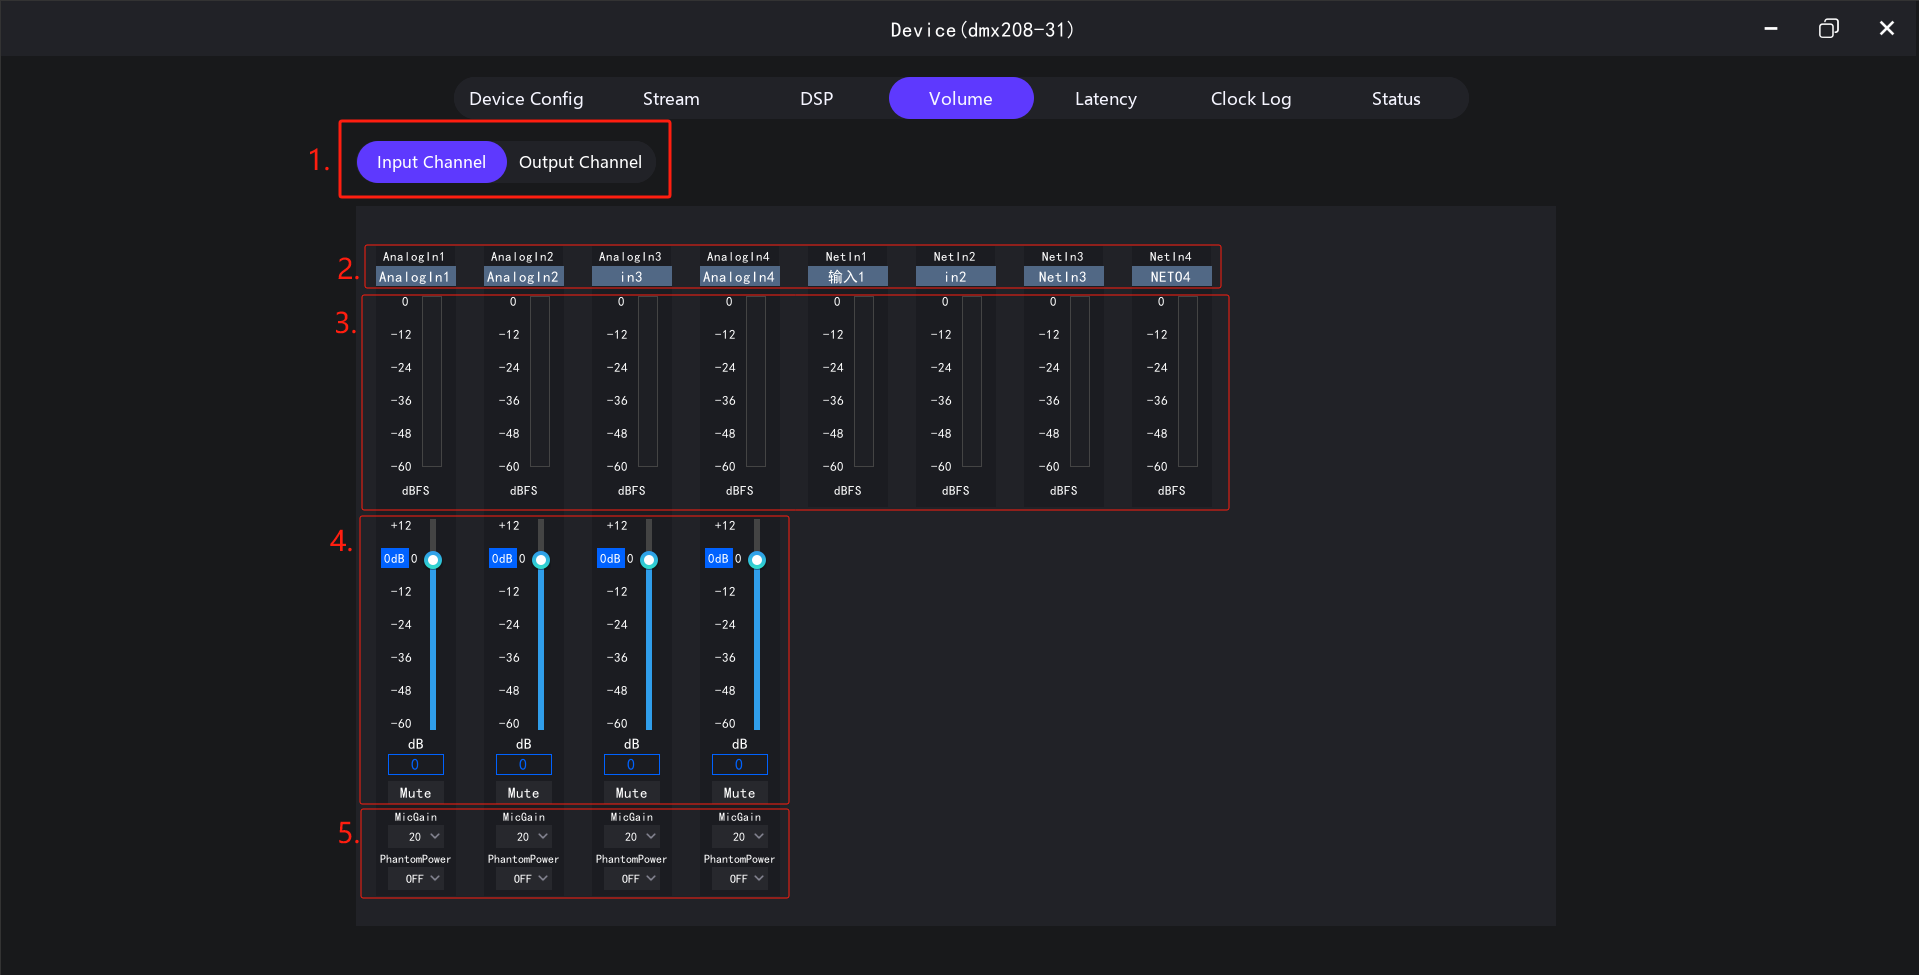 Device(dmx208-31)
Device Config Stream DSP Volume Latency Clock Log Status
1. Input Channel Output Channel
AnalogIn1 AnalogIn2 AnalogIn3 AnalogIn4 NetIn1 NetIn2 NetIn3 NetIn4
2. AnalogIn1 AnalogIn2 in3 AnalogIn4 输入1 in2 NetIn3 NETO4
0 0 0 0 0 0 0 0
3. -12 -12 -12 -12 -12 -12 -12 -12
-24 -24 -24 -24 -24 -24 -24 -24
-36 -36 -36 -36 -36 -36 -36 -36
-48 -48 -48 -48 -48 -48 -48 -48
-60 -60 -60 -60 -60 -60 -60 -60
dBFS dBFS dBFS dBFS dBFS dBFS dBFS dBFS
+12 +12 +12 +12
4. 0dB 0 0dB 0 0dB 0 0dB 0
-12 -12 -12 -12
-24 -24 -24 -24
-36 -36 -36 -36
-48 -48 -48 -48
-60 -60 -60 -60
dB dB dB dB
0 0 0 0
Mute Mute Mute Mute
MicGain MicGain MicGain MicGain
5. 20 20 20 20
PhantomPower PhantomPower PhantomPower PhantomPower
OFF OFF OFF OFF